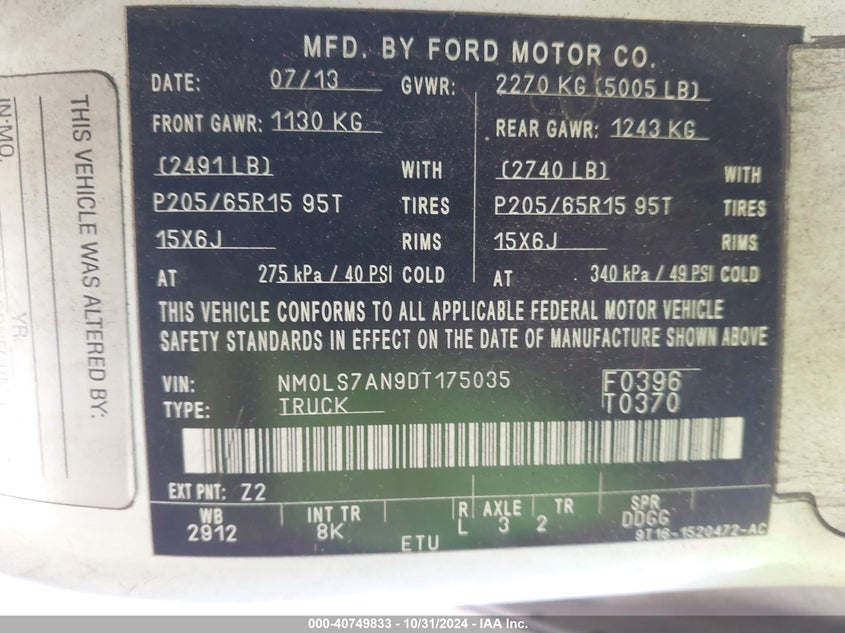 MFD. BY FORD MOTOR CO.
DATE: 07/13 GVWR: 2270 KG (5005 LB)
FRONT GAWR: 1130 KG REAR GAWR: 1243 KG
(2491 LB) WITH (2740 LB) WITH
P205/65R15 95T TIRES P205/65R15 95T TIRES
15X6J RIMS 15X6J RIMS
AT 275 kPa / 40 PSI COLD AT 340 kPa / 49 PSI COLD
THIS VEHICLE CONFORMS TO ALL APPLICABLE FEDERAL MOTOR VEHICLE
SAFETY STANDARDS IN EFFECT ON THE DATE OF MANUFACTURE SHOWN ABOVE
VIN: NM0LS7AN9DT175035 F0396
TYPE: TRUCK T0370
EXT PNT: Z2
WB INT TR R AXLE TR SPR
2912 8K L 3 2 DDGG
ETU 9T16-1520472-AC
THIS VEHICLE WAS ALTERED BY:
IN MO. YR.
000-40749833 - 10/31/2024 - IAA Inc.